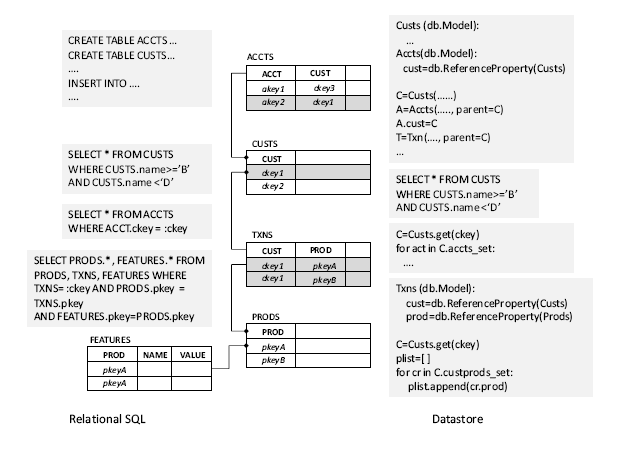 CREATE TABLE ACCTS ...
CREATE TABLE CUSTS...
....
INSERT INTO ....
....
SELECT * FROM CUSTS
WHERE CUSTS.name>='B'
AND CUSTS.name <'D'
SELECT * FROM ACCTS
WHERE ACCT.ckey = :ckey
SELECT PRODS.*, FEATURES.* FROM
PRODS, TXNS, FEATURES WHERE
TXNS= :ckey AND PRODS.pkey =
TXNS.pkey
AND FEATURES.pkey=PRODS.pkey
FEATURES
PROD NAME VALUE
pkeyA
pkeyA
Relational SQL
ACCTS
ACCT CUST
akey1 ckey3
akey2 ckey1
CUSTS
CUST
ckey1
ckey2
TXNS
CUST PROD
ckey1 pkeyA
ckey1 pkeyB
PRODS
PROD
pkeyA
pkeyB
Custs (db.Model):
...
Accts(db.Model):
cust=db.ReferenceProperty(Custs)
C=Custs(......)
A=Accts(....., parent=C)
A.cust=C
T=Txn(...., parent=C)
...
SELECT * FROM CUSTS
WHERE CUSTS.name>='B'
AND CUSTS.name <'D'
C=Custs.get(ckey)
for act in C.accts_set:
....
Txns (db.Model):
cust=db.ReferenceProperty(Custs)
prod=db.ReferenceProperty(Prods)
C=Custs.get(ckey)
plist=[ ]
for cr in C.custprods_set:
plist.append(cr.prod)
Datastore